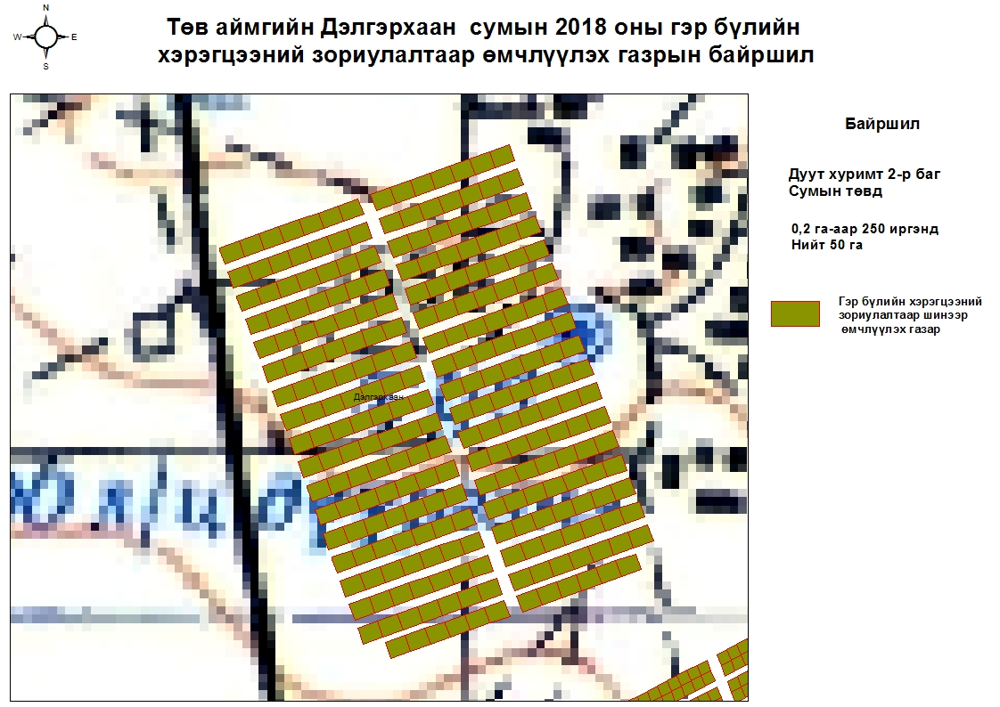 N
W E
S
Төв аймгийн Дэлгэрхаан сумын 2018 оны гэр бүлийн
хэрэгцээний зориулалтаар өмчлүүлэх газрын байршил
Байршил
Дуут хуримт 2-р баг
Сумын төвд
0,2 га-аар 250 иргэнд
Нийт 50 га
Гэр бүлийн хэрэгцээний
зориулалтаар шинээр
өмчлүүлэх газар
Дэлгэрхаан